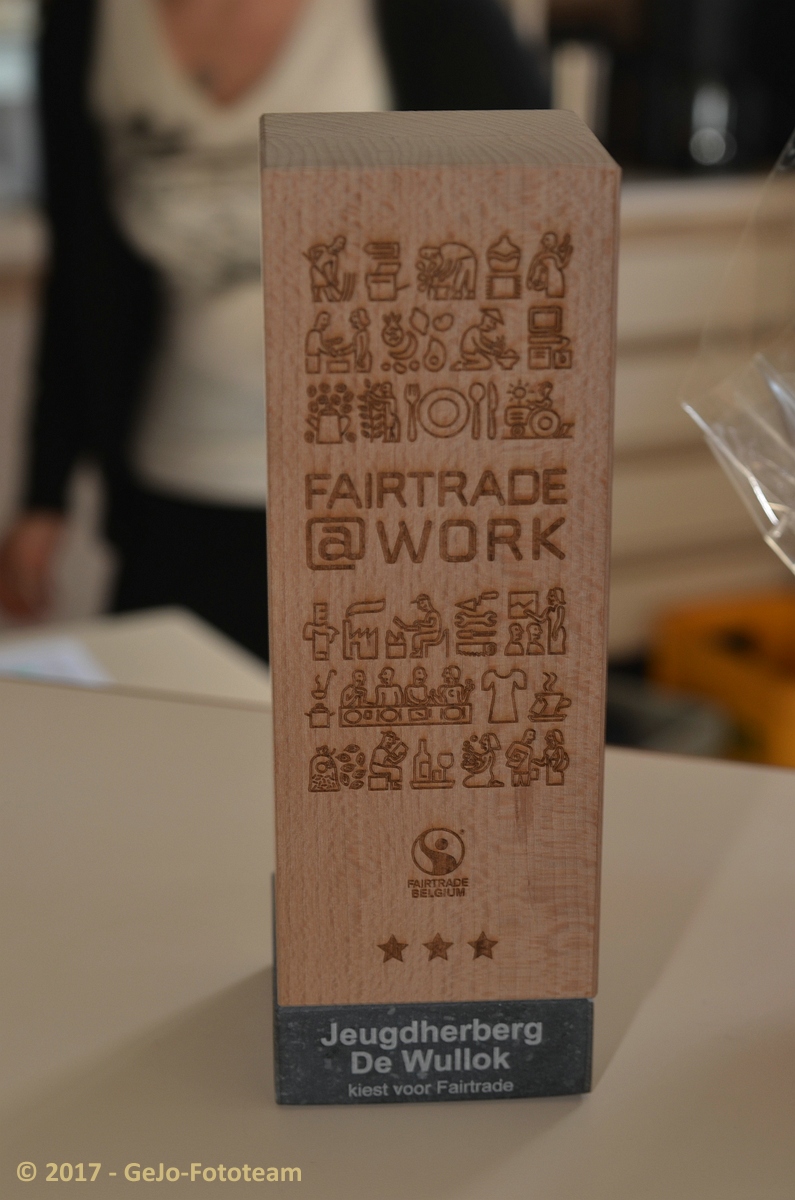 FAIRTRADE
@WORK
FAIRTRADE
BELGIUM
Jeugdherberg
De Wullok
kiest voor Fairtrade
© 2017 - GeJo-Fototeam